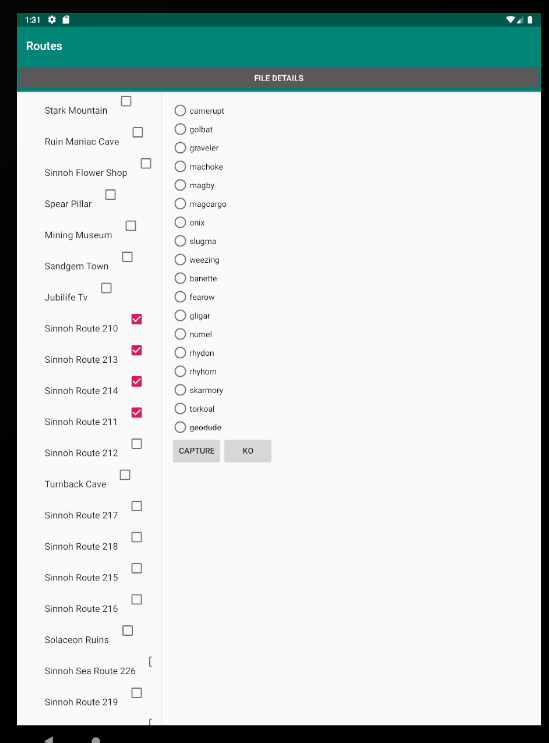 1:31
Routes
FILE DETAILS
Stark Mountain
Ruin Maniac Cave
Sinnoh Flower Shop
Spear Pillar
Mining Museum
Sandgem Town
Jubilife Tv
Sinnoh Route 210
Sinnoh Route 213
Sinnoh Route 214
Sinnoh Route 211
Sinnoh Route 212
Turnback Cave
Sinnoh Route 217
Sinnoh Route 218
Sinnoh Route 215
Sinnoh Route 216
Solaceon Ruins
Sinnoh Sea Route 226
Sinnoh Route 219
camerupt
golbat
graveler
machoke
magby
magcargo
onix
slugma
weezing
banette
fearow
gligar
numel
rhydon
rhyhorn
skarmory
torkoal
geodude
CAPTURE KO